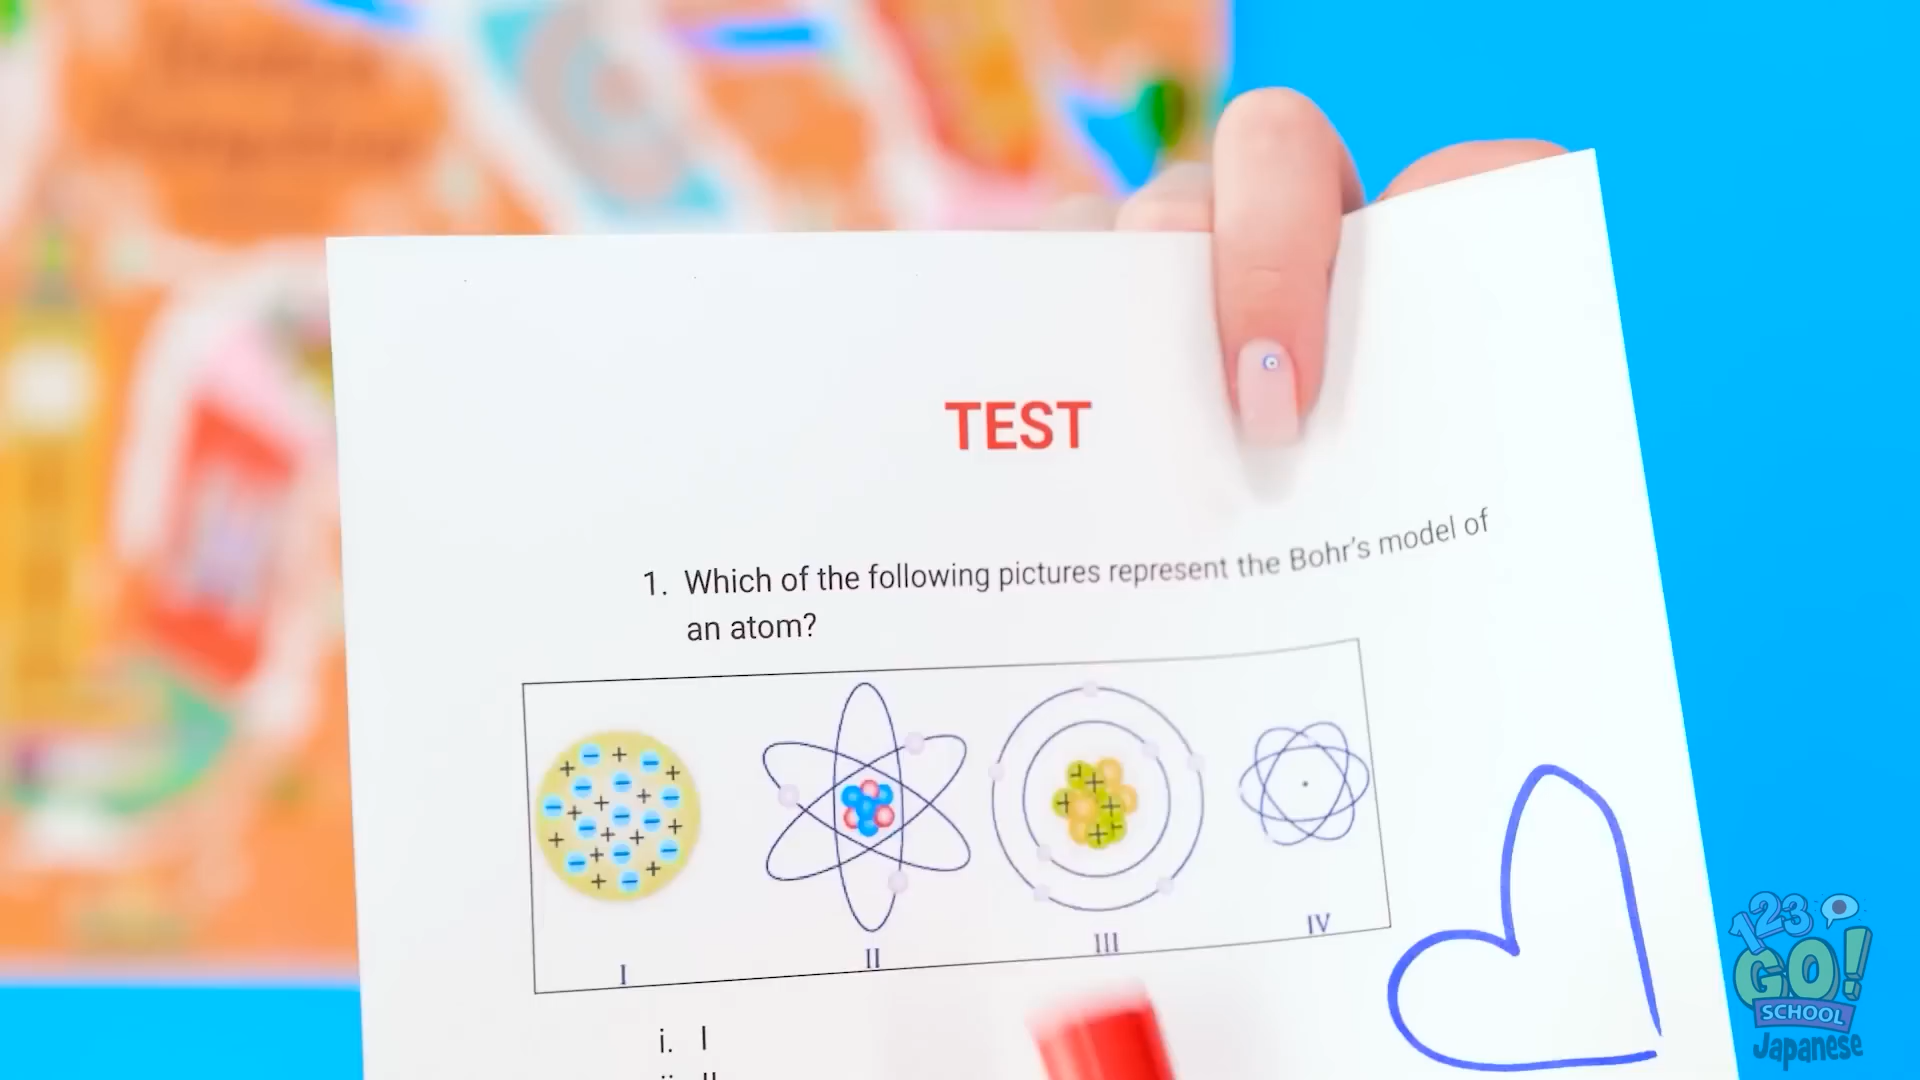 TEST
1. Which of the following pictures represent the Bohr's model of
an atom?
I
II
III
IV
i. I
123
GO!
SCHOOL
Japanese